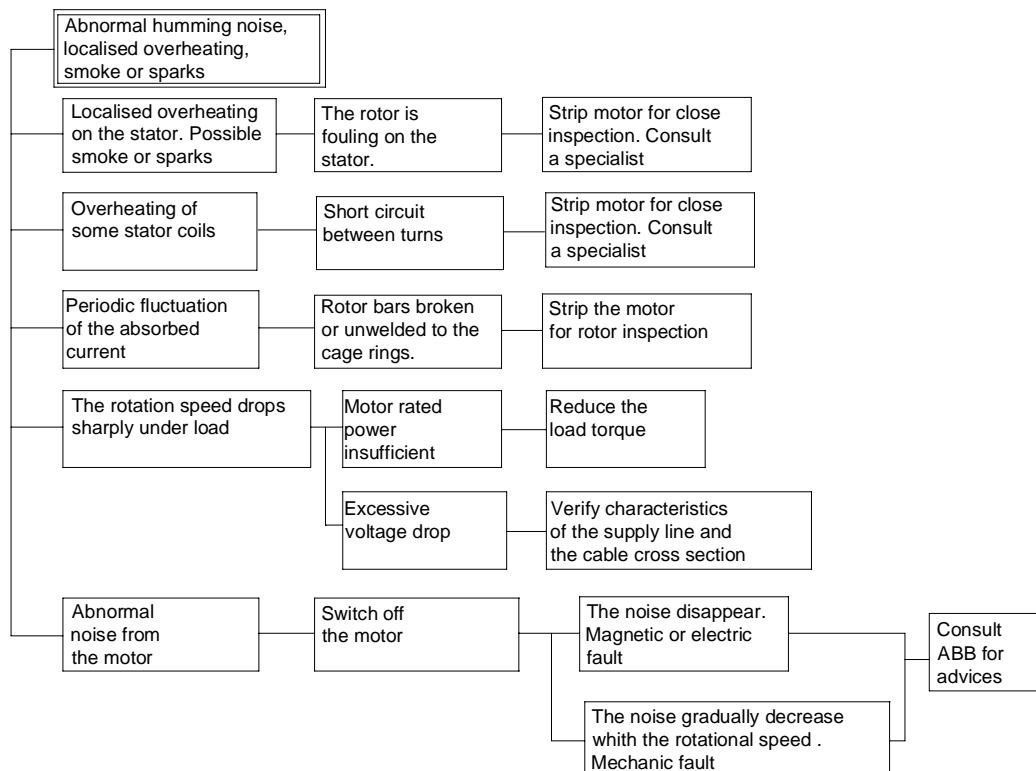 Abnormal humming noise,
localised overheating,
smoke or sparks
Localised overheating
on the stator. Possible
smoke or sparks
The rotor is
fouling on the
stator.
Strip motor for close
inspection. Consult
a specialist
Overheating of
some stator coils
Short circuit
between turns
Strip motor for close
inspection. Consult
a specialist
Periodic fluctuation
of the absorbed
current
Rotor bars broken
or unwelded to the
cage rings.
Strip the motor
for rotor inspection
The rotation speed drops
sharply under load
Motor rated
power
insufficient
Reduce the
load torque
Excessive
voltage drop
Verify characteristics
of the supply line and
the cable cross section
Abnormal
noise from
the motor
Switch off
the motor
The noise disappear.
Magnetic or electric
fault
The noise gradually decrease
whith the rotational speed .
Mechanic fault
Consult
ABB for
advices